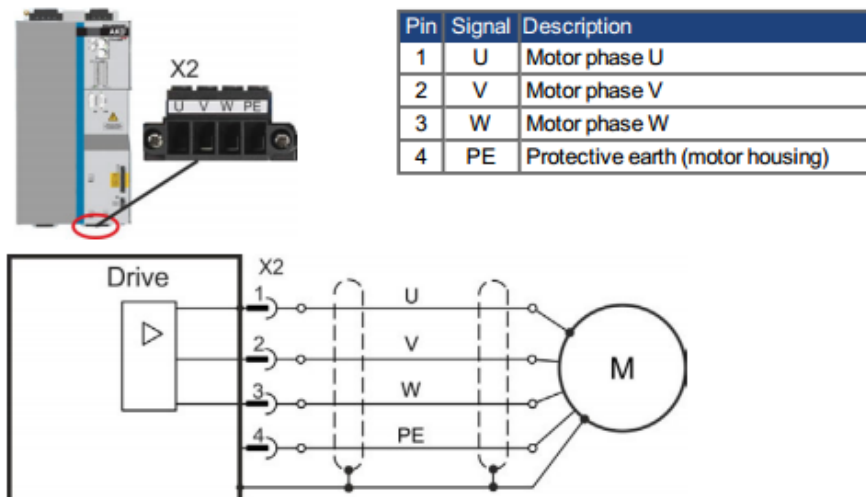 AKD
X2
U V W PE
Pin Signal Description
1 U Motor phase U
2 V Motor phase V
3 W Motor phase W
4 PE Protective earth (motor housing)
Drive
X2
1 U
2 V
3 W
4 PE
M